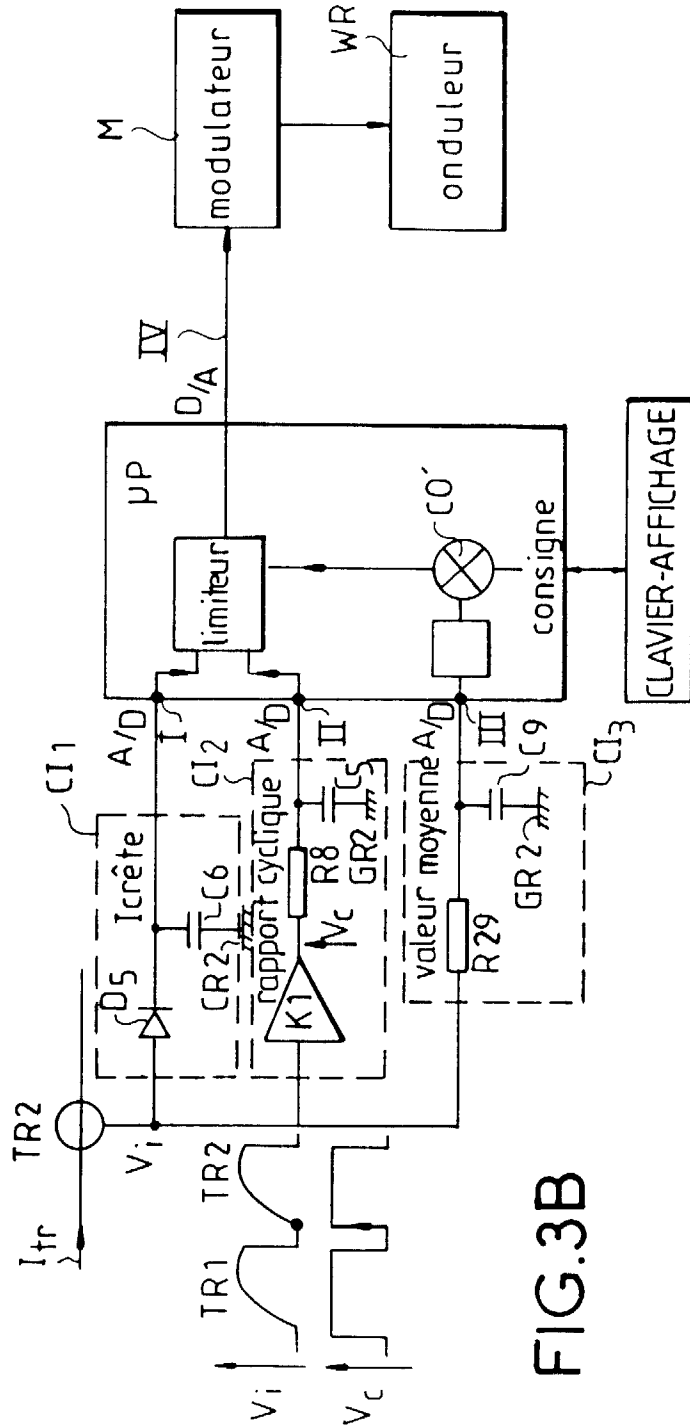 Itr
TR2
Vi
CI1
Icrête
D5
C6
CR2
A/D
I
CI2
rapport cyclique
K1
Vc
R8
C5
GR2
A/D
II
valeur moyenne
R29
C9
GR2
CI3
A/D
III
µP
limiteur
CO'
consigne
CLAVIER-AFFICHAGE
D/A
IV
M
modulateur
WR
onduleur
Vi
TR1
TR2
Vc
FIG.3B